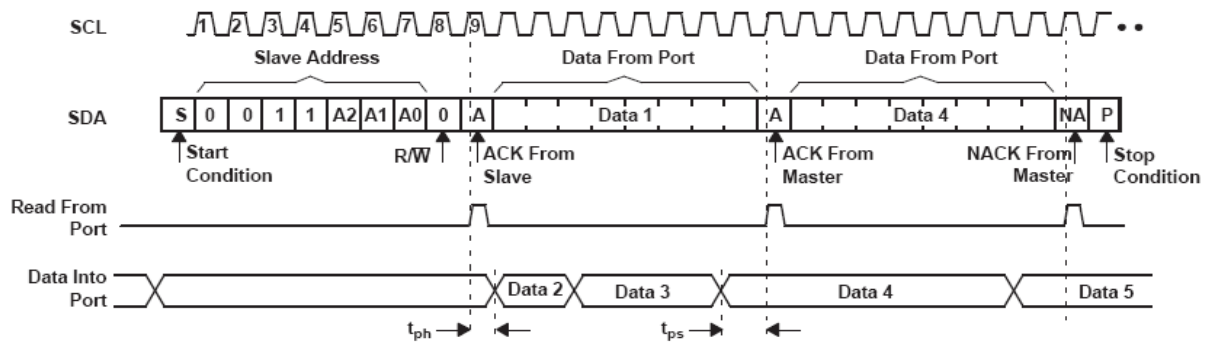 SCL 1 2 3 4 5 6 7 8 9
Slave Address Data From Port Data From Port
SDA S 0 0 1 1 A2 A1 A0 0 A Data 1 A Data 4 NA P
Start Condition
R/W̅
ACK From Slave
ACK From Master
NACK From Master
Stop Condition
Read From Port
Data Into Port
Data 2 Data 3 Data 4 Data 5
tph tps